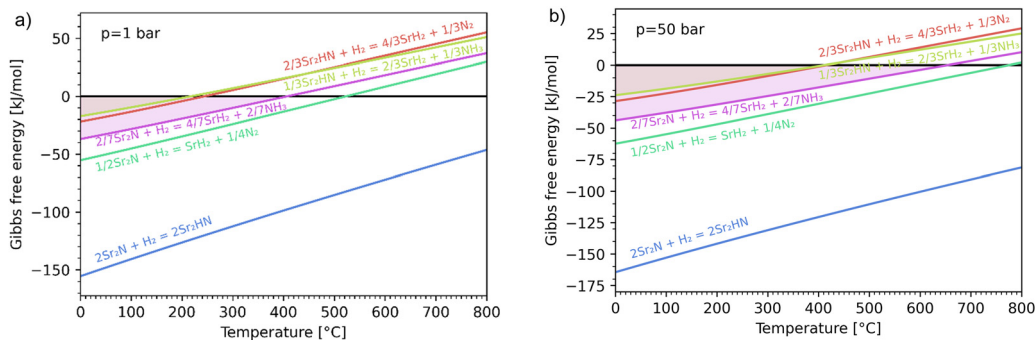 a)
p=1 bar
Gibbs free energy [kJ/mol]
50
0
−50
−100
−150
2/3Sr₂HN + H₂ = 4/3SrH₂ + 1/3N₂
1/3Sr₂HN + H₂ = 2/3SrH₂ + 1/3NH₃
2/7Sr₂N + H₂ = 4/7SrH₂ + 2/7NH₃
1/2Sr₂N + H₂ = SrH₂ + 1/4N₂
2Sr₂N + H₂ = 2Sr₂HN
0 100 200 300 400 500 600 700 800
Temperature [°C]
b)
p=50 bar
Gibbs free energy [kJ/mol]
25
0
−25
−50
−75
−100
−125
−150
−175
2/3Sr₂HN + H₂ = 4/3SrH₂ + 1/3N₂
1/3Sr₂HN + H₂ = 2/3SrH₂ + 1/3NH₃
2/7Sr₂N + H₂ = 4/7SrH₂ + 2/7NH₃
1/2Sr₂N + H₂ = SrH₂ + 1/4N₂
2Sr₂N + H₂ = 2Sr₂HN
0 100 200 300 400 500 600 700 800
Temperature [°C]